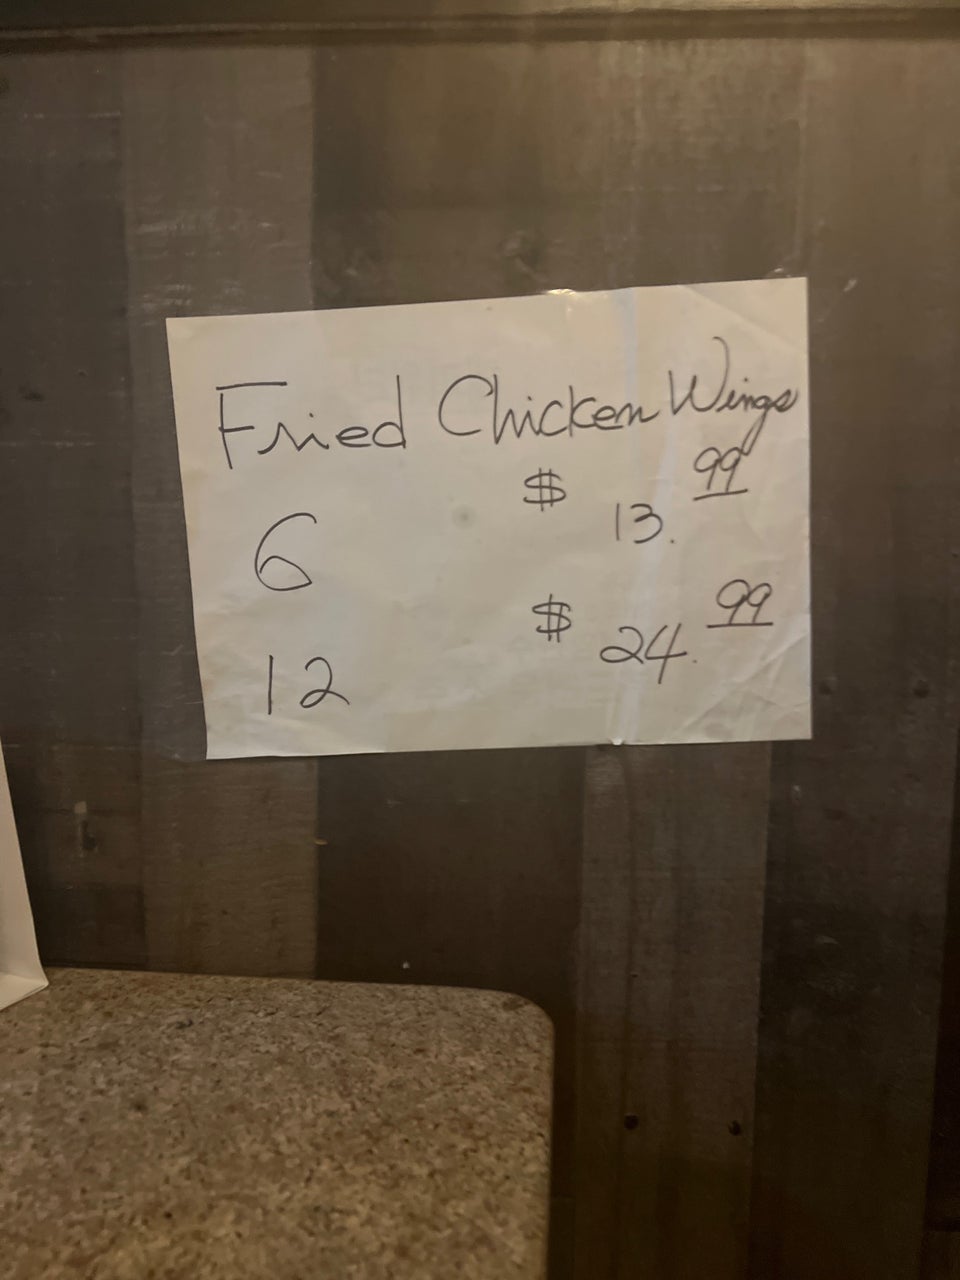 Fried Chicken Wings
6 $ 13.99
12 $ 24.99